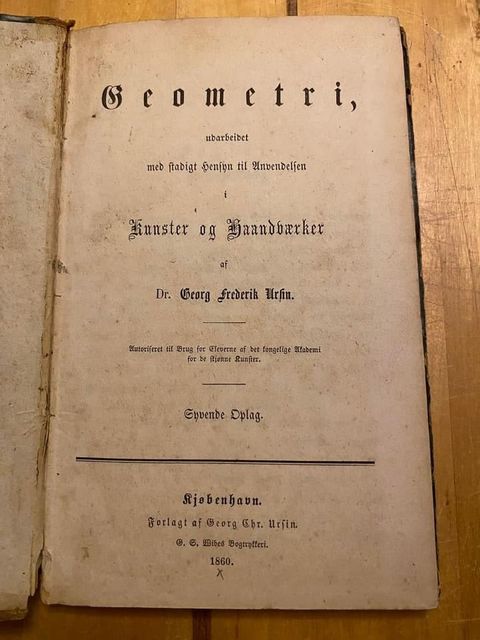 Geometri,
udarbeidet
med stadigt Hensyn til Anvendelsen
i
Kunster og Haandværker
af
Dr. Georg Frederik Ursin.
Autoriseret til Brug for Eleverne af det kongelige Akademi
for de skjønne Kunster.
Syvende Oplag.
Kjøbenhavn.
Forlagt af Georg Chr. Ursin.
G. S. Wibes Bogtrykkeri.
1860.